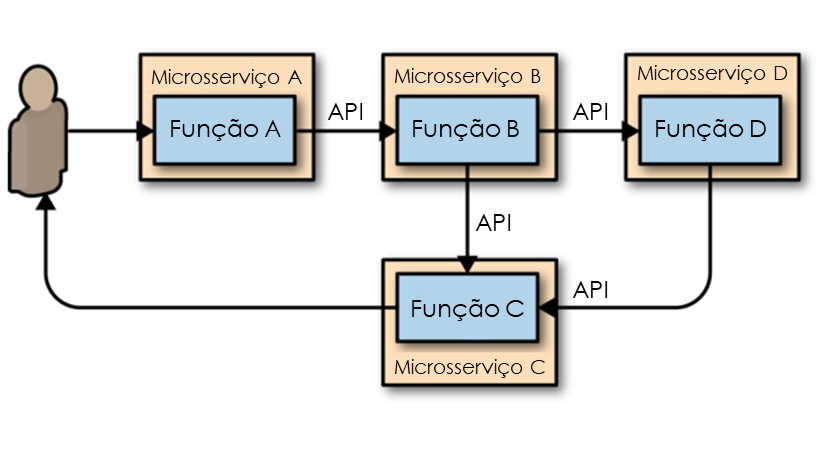 Microsserviço A
Função A
API
Microsserviço B
Função B
API
Microsserviço D
Função D
API
Função C
Microsserviço C
API